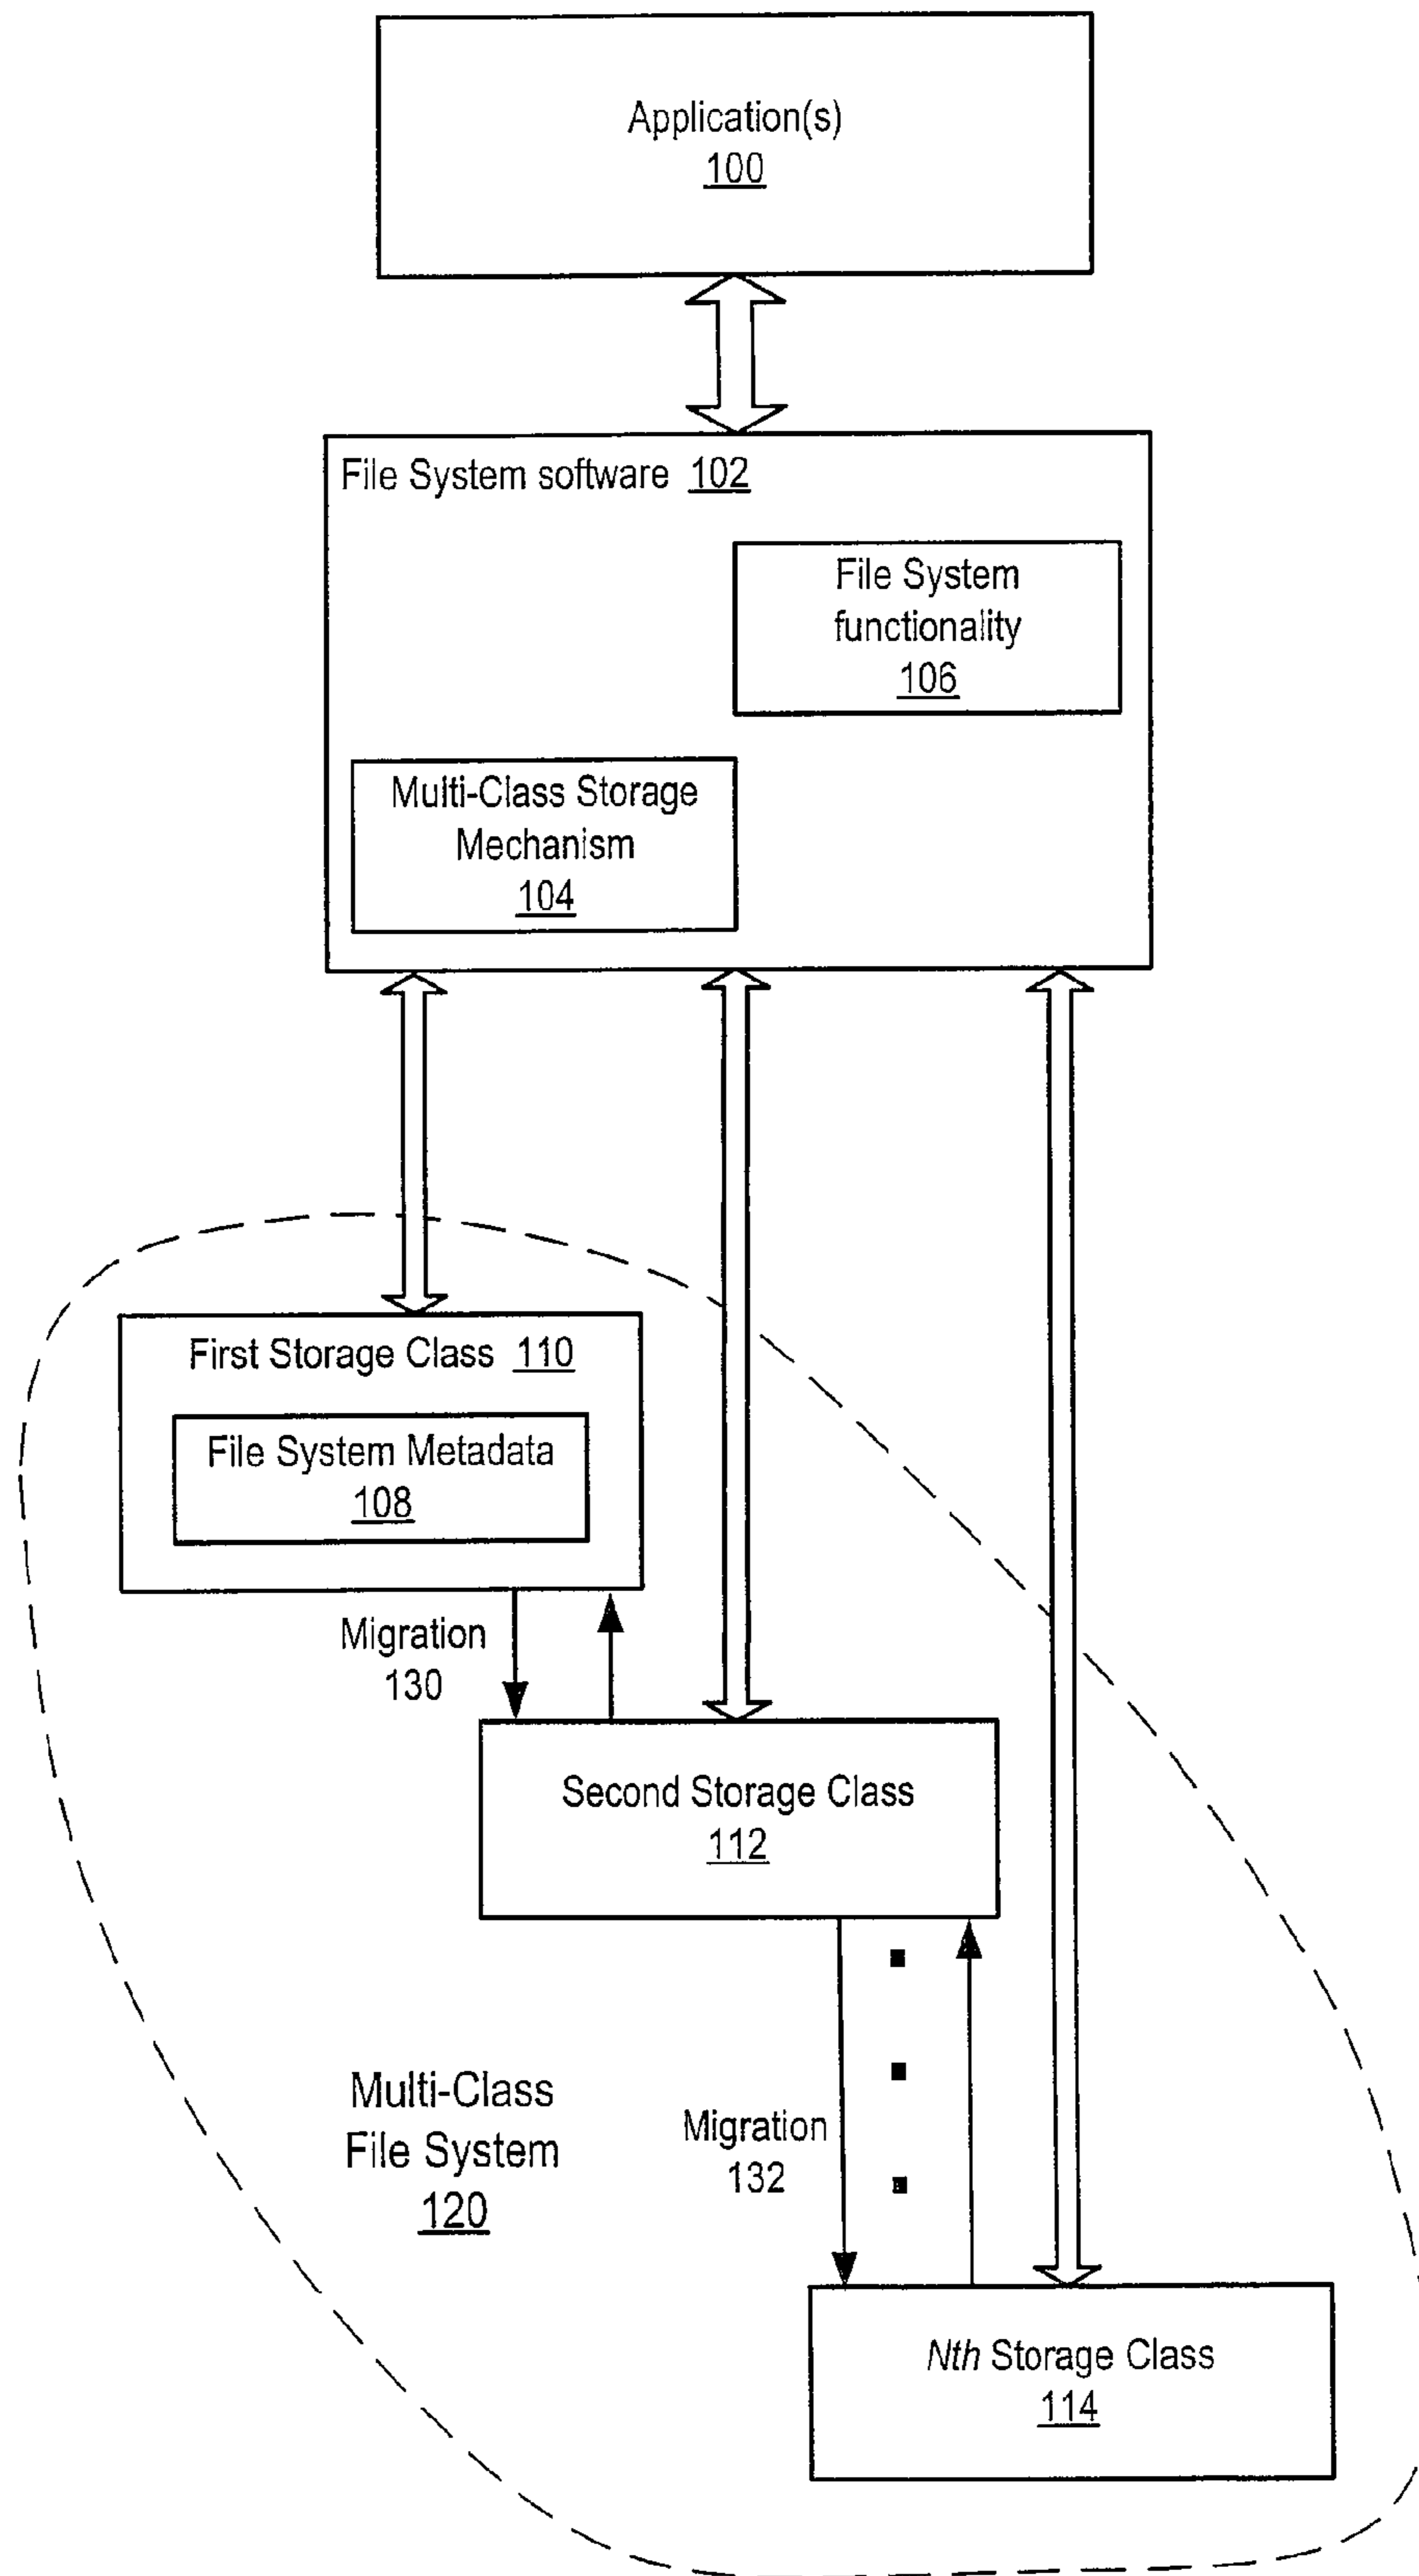 Application(s)
100
File System software 102
File System
functionality
106
Multi-Class Storage
Mechanism
104
First Storage Class 110
File System Metadata
108
Migration
130
Second Storage Class
112
Multi-Class
File System
120
Migration
132
Nth Storage Class
114